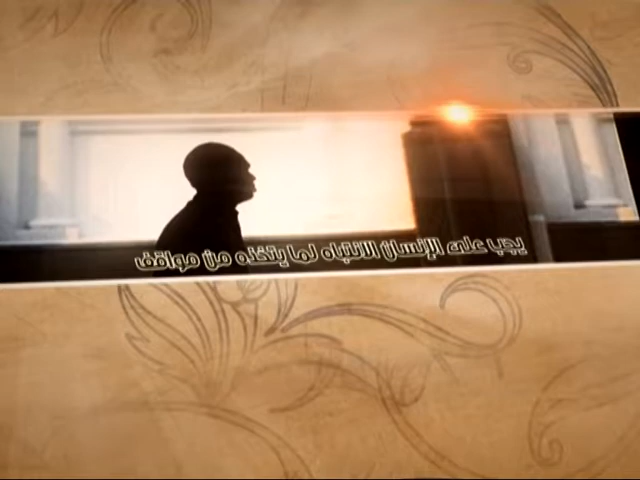 يجب على الإنسان الانتباه لما يتخذه من مواقف